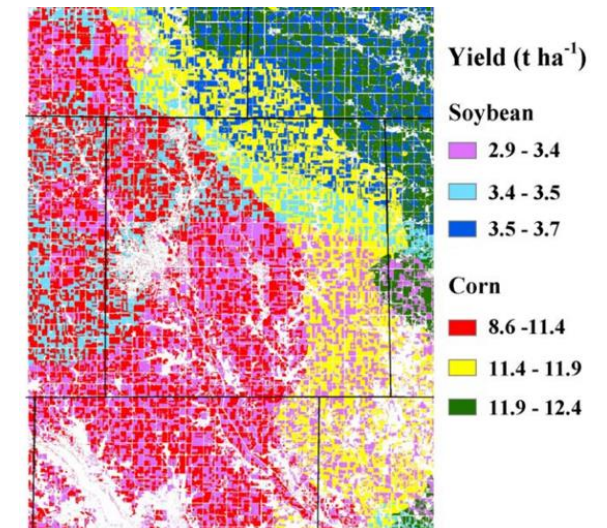 Yield (t ha⁻¹)
Soybean
2.9 - 3.4
3.4 - 3.5
3.5 - 3.7
Corn
8.6 -11.4
11.4 - 11.9
11.9 - 12.4